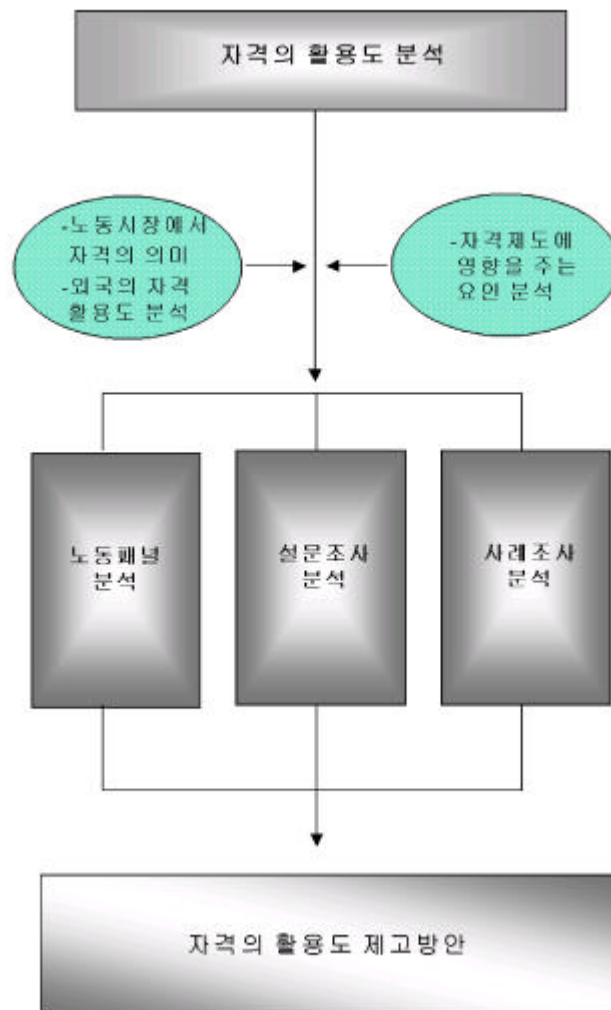 자격의 활용도 분석
-노동시장에서
자격의 의미
-외국의 자격
활용도 분석
-자격제도에
영향을 주는
요인 분석
노동패널
분석
설문조사
분석
사례조사
분석
자격의 활용도 제고방안